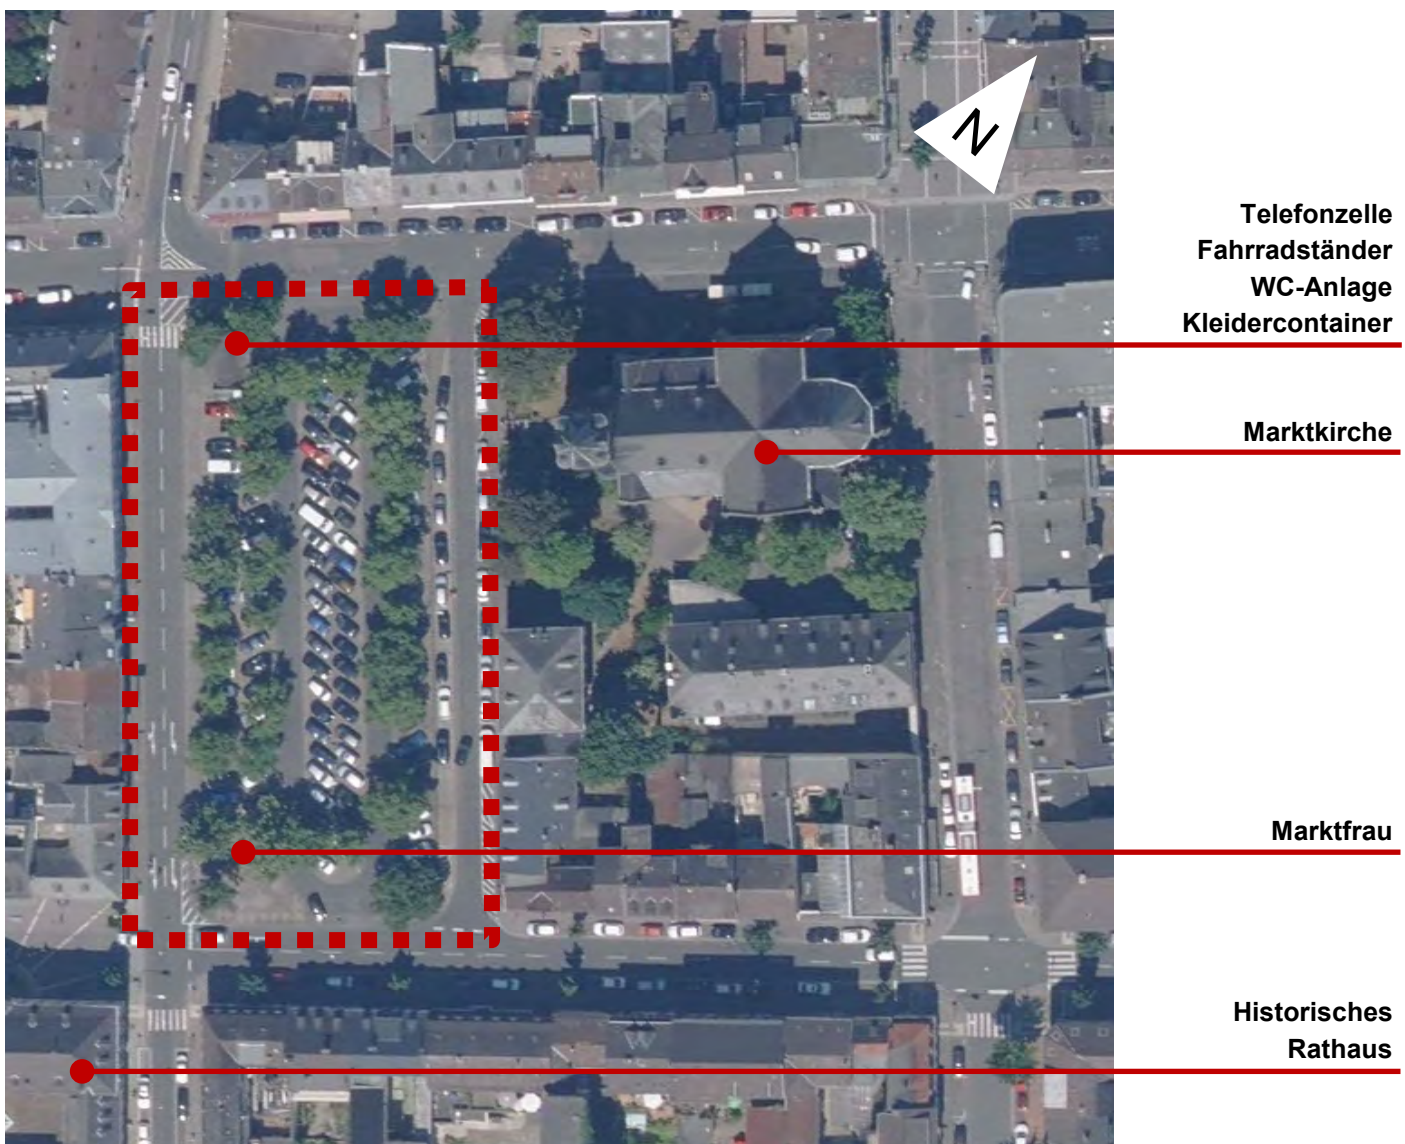 N
Telefonzelle
Fahrradständer
WC-Anlage
Kleidercontainer
Marktkirche
Marktfrau
Historisches
Rathaus